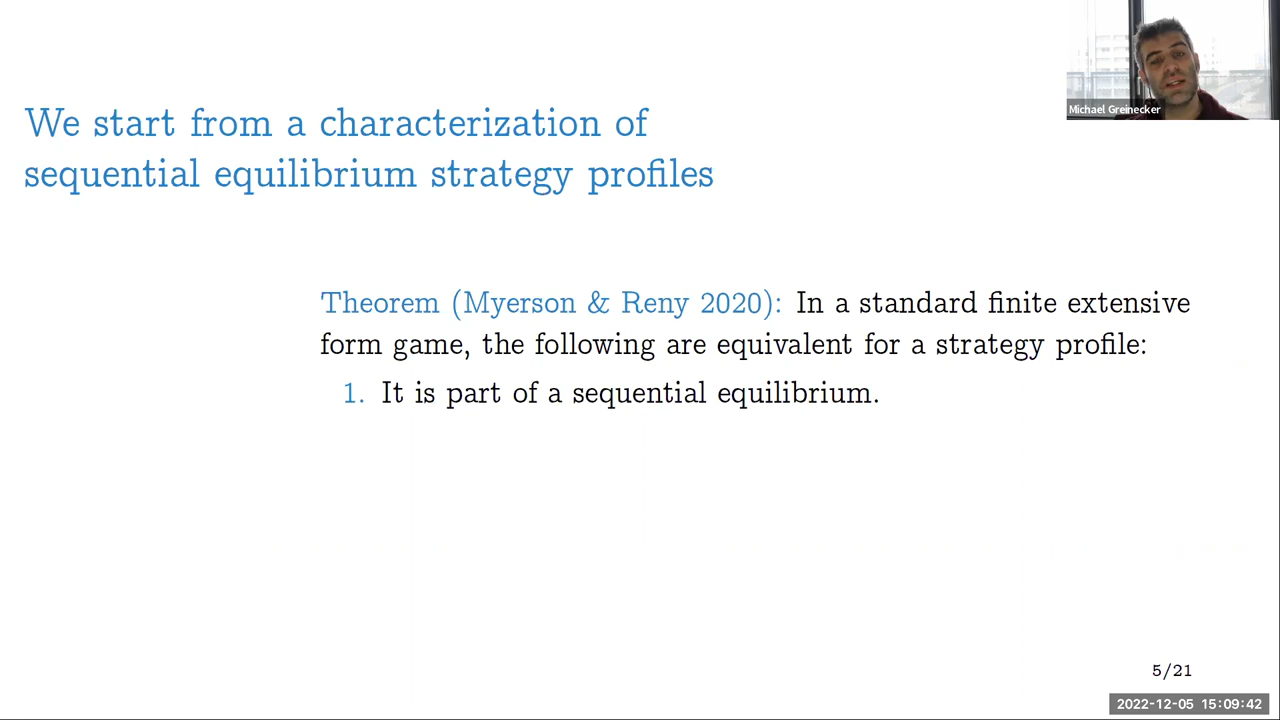 We start from a characterization of
sequential equilibrium strategy profiles
Michael Greinecker
Theorem (Myerson & Reny 2020): In a standard finite extensive
form game, the following are equivalent for a strategy profile:
1. It is part of a sequential equilibrium.
5/21
2022-12-05 15:09:42